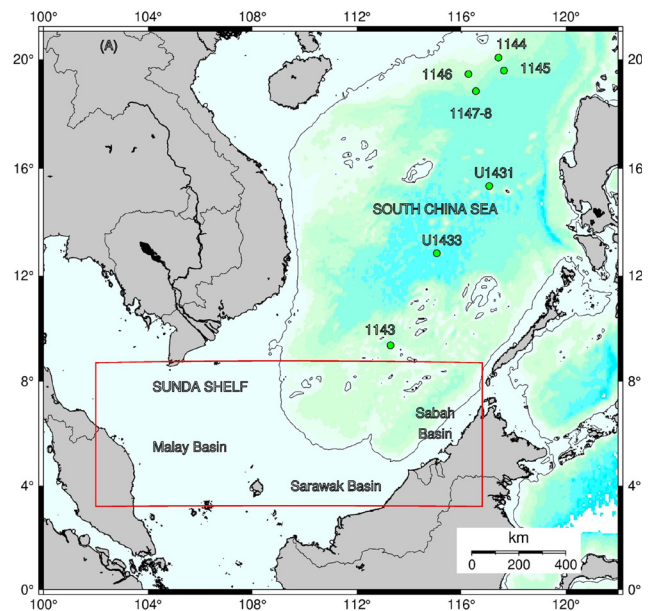 100° 104° 108° 112° 116° 120°
20°
(A)
1144
1146
1145
1147-8
16°
U1431
SOUTH CHINA SEA
U1433
12°
1143
8°
SUNDA SHELF
Sabah
Basin
Malay Basin
4°
Sarawak Basin
km
0 200 400
0°
100° 104° 108° 112° 116° 120°
20°
16°
12°
8°
4°
0°